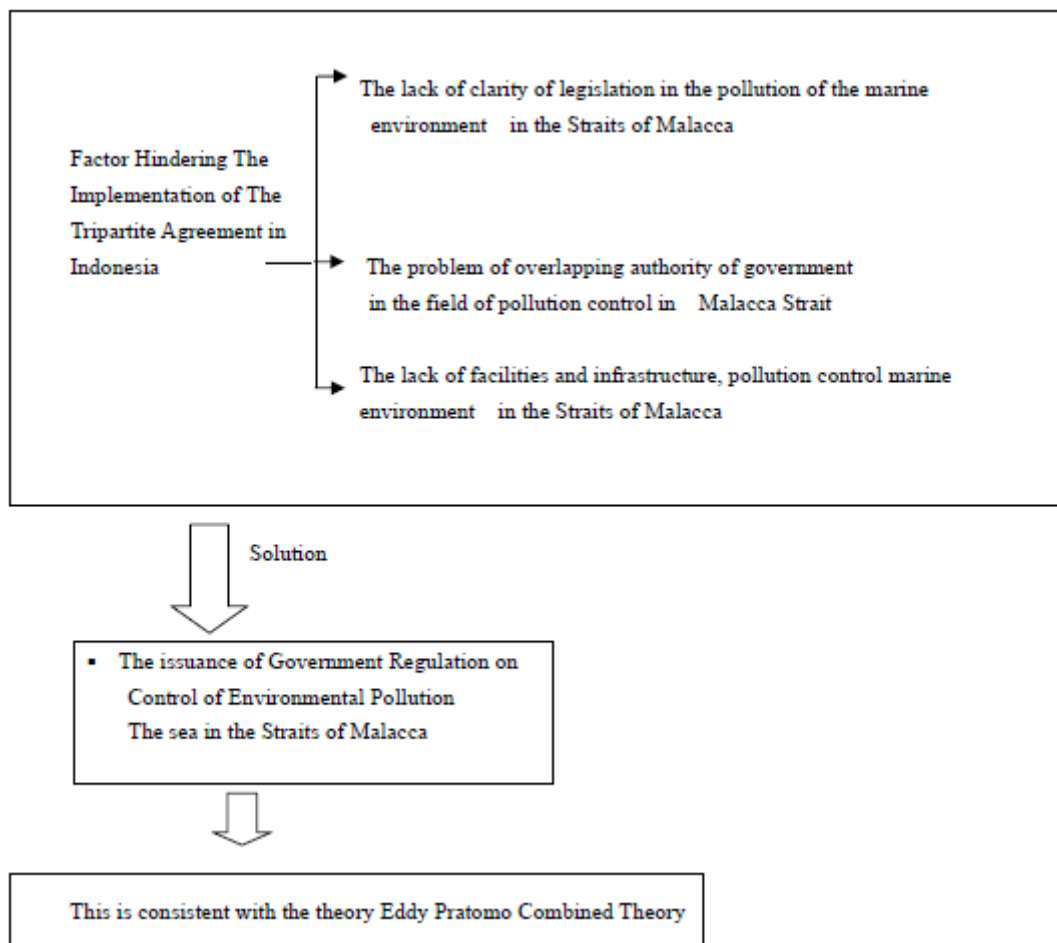 The lack of clarity of legislation in the pollution of the marine
environment in the Straits of Malacca
Factor Hindering The
Implementation of The
Tripartite Agreement in
Indonesia
The problem of overlapping authority of government
in the field of pollution control in Malacca Strait
The lack of facilities and infrastructure, pollution control marine
environment in the Straits of Malacca
Solution
▪ The issuance of Government Regulation on
Control of Environmental Pollution
The sea in the Straits of Malacca
This is consistent with the theory Eddy Pratomo Combined Theory